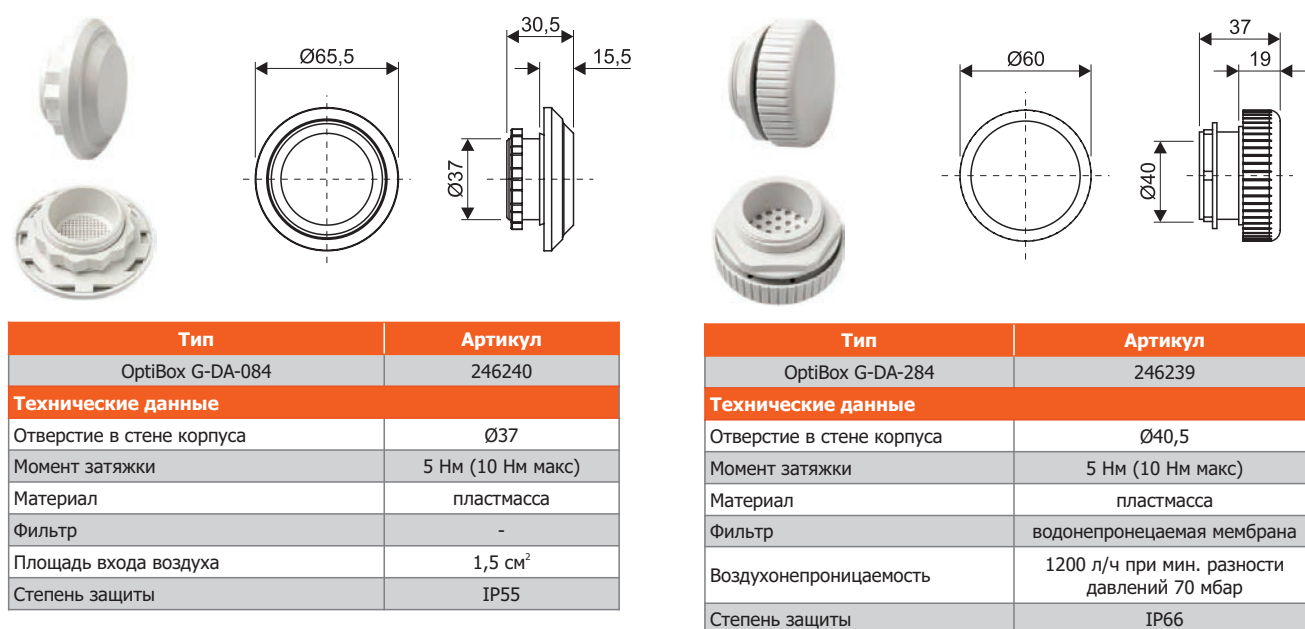 Ø65,5
30,5
15,5
Ø37
Ø60
37
19
Ø40
Тип Артикул
OptiBox G-DA-084 246240
Технические данные
Отверстие в стене корпуса Ø37
Момент затяжки 5 Нм (10 Нм макс)
Материал пластмасса
Фильтр -
Площадь входа воздуха 1,5 см²
Степень защиты IP55
Тип Артикул
OptiBox G-DA-284 246239
Технические данные
Отверстие в стене корпуса Ø40,5
Момент затяжки 5 Нм (10 Нм макс)
Материал пластмасса
Фильтр водонепронецаемая мембрана
Воздухонепроницаемость 1200 л/ч при мин. разности
давлений 70 мбар
Степень защиты IP66